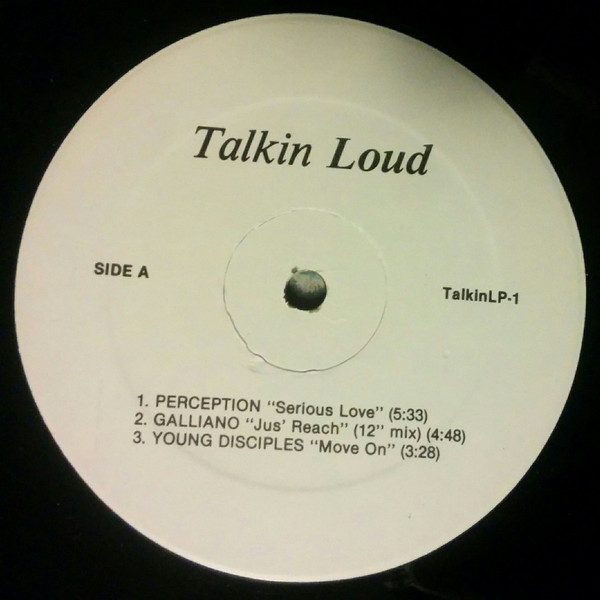 Talkin Loud
SIDE A
TalkinLP-1
1. PERCEPTION "Serious Love" (5:33)
2. GALLIANO "Jus' Reach" (12" mix) (4:48)
3. YOUNG DISCIPLES "Move On" (3:28)